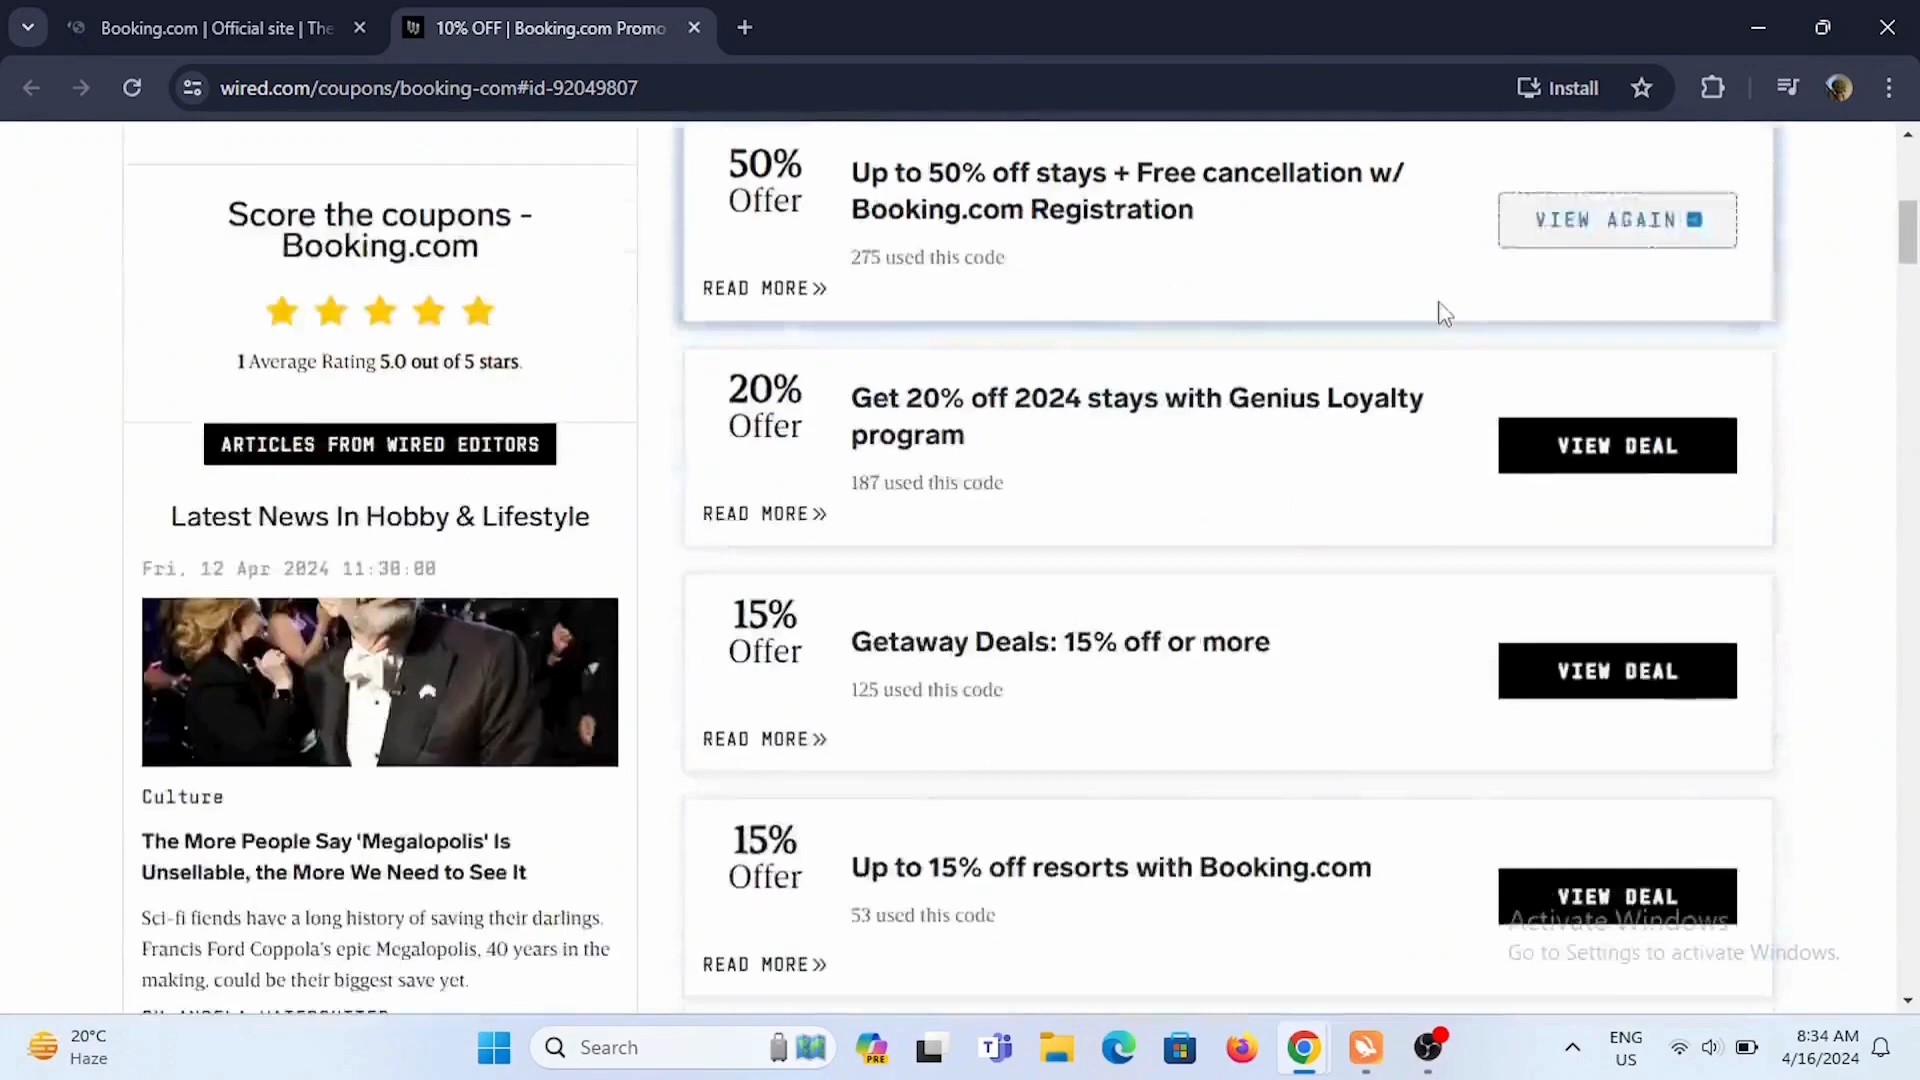 Booking.com | Official site | The
10% OFF | Booking.com Promo
wired.com/coupons/booking-com#id-92049807
Install
Score the coupons -
Booking.com
1 Average Rating 5.0 out of 5 stars.
ARTICLES FROM WIRED EDITORS
Latest News In Hobby & Lifestyle
Fri, 12 Apr 2024 11:30:00
Culture
The More People Say 'Megalopolis' Is
Unsellable, the More We Need to See It
Sci-fi fiends have a long history of saving their darlings.
Francis Ford Coppola's epic Megalopolis, 40 years in the
making, could be their biggest save yet.
50%
Offer
Up to 50% off stays + Free cancellation w/
Booking.com Registration
275 used this code
READ MORE»
VIEW AGAIN
20%
Offer
Get 20% off 2024 stays with Genius Loyalty
program
187 used this code
READ MORE»
VIEW DEAL
15%
Offer
Getaway Deals: 15% off or more
125 used this code
READ MORE»
VIEW DEAL
15%
Offer
Up to 15% off resorts with Booking.com
53 used this code
READ MORE»
VIEW DEAL
Activate Windows
Go to Settings to activate Windows.
20°C
Haze
Search
PRE
ENG
US
8:34 AM
4/16/2024